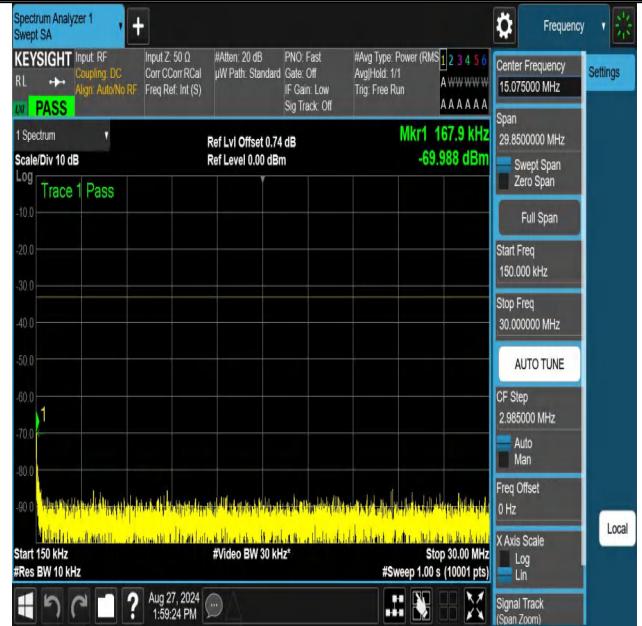 Spectrum Analyzer 1
Swept SA
+
Frequency
KEYSIGHT
RL
LXI
PASS
Input: RF
Coupling: DC
Align: Auto/No RF
Input Z: 50 Ω
Corr CCorr RCal
Freq Ref: Int (S)
#Atten: 20 dB
µW Path: Standard
PNO: Fast
Gate: Off
IF Gain: Low
Sig Track: Off
#Avg Type: Power (RMS
Avg|Hold: 1/1
Trig: Free Run
1 2 3 4 5 6
A W W W W W
A A A A A A
1 Spectrum
Scale/Div 10 dB
Ref Lvl Offset 0.74 dB
Ref Level 0.00 dBm
Mkr1 167.9 kHz
-69.988 dBm
Log
Trace 1 Pass
-10.0
-20.0
-30.0
-40.0
-50.0
-60.0
1
-70.0
-80.0
-90.0
Start 150 kHz
#Res BW 10 kHz
#Video BW 30 kHz*
Stop 30.00 MHz
#Sweep 1.00 s (10001 pts)
Center Frequency
15.075000 MHz
Settings
Span
29.8500000 MHz
Swept Span
Zero Span
Full Span
Start Freq
150.000 kHz
Stop Freq
30.000000 MHz
AUTO TUNE
CF Step
2.985000 MHz
Auto
Man
Freq Offset
0 Hz
X Axis Scale
Log
Lin
Local
Signal Track
(Span Zoom)
?
Aug 27, 2024
1:59:24 PM